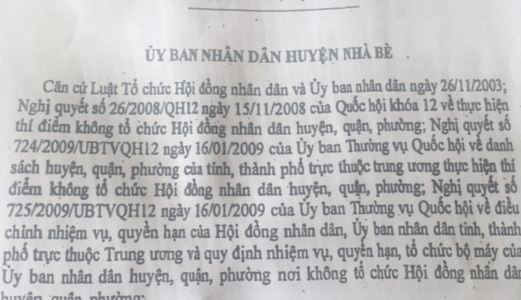 ỦY BAN NHÂN DÂN HUYỆN NHÀ BÈ
Căn cứ Luật Tổ chức Hội đồng nhân dân và Ủy ban nhân dân ngày 26/11/2003;
Nghị quyết số 26/2008/QH12 ngày 15/11/2008 của Quốc hội khóa 12 về thực hiện
thí điểm không tổ chức Hội đồng nhân dân huyện, quận, phường; Nghị quyết số
724/2009/UBTVQH12 ngày 16/01/2009 của Ủy ban Thường vụ Quốc hội về danh
sách huyện, quận, phường của tỉnh, thành phố trực thuộc trung ương thực hiện thí
điểm không tổ chức Hội đồng nhân dân huyện, quận, phường; Nghị quyết số
725/2009/UBTVQH12 ngày 16/01/2009 của Ủy ban Thường vụ Quốc hội về điều
chỉnh nhiệm vụ, quyền hạn của Hội đồng nhân dân, Ủy ban nhân dân tỉnh, thành
phố trực thuộc Trung ương và quy định nhiệm vụ, quyền hạn, tổ chức bộ máy của
Ủy ban nhân dân huyện, quận, phường nơi không tổ chức Hội đồng nhân dân
huyện, quận, phường;